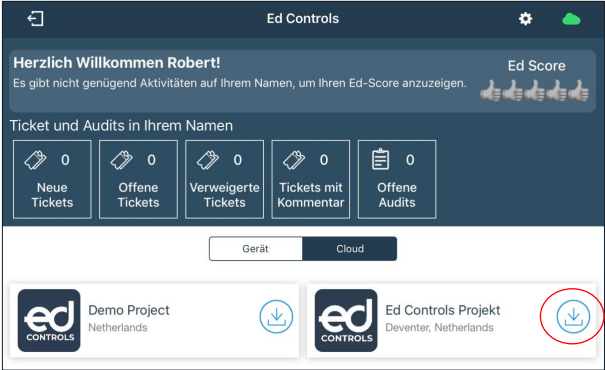 Ed Controls
Herzlich Willkommen Robert!
Es gibt nicht genügend Aktivitäten auf Ihrem Namen, um Ihren Ed-Score anzuzeigen.
Ed Score
Ticket und Audits in Ihrem Namen
0
Neue
Tickets
0
Offene
Tickets
0
Verweigerte
Tickets
0
Tickets mit
Kommentar
0
Offene
Audits
Gerät
Cloud
ed
CONTROLS
Demo Project
Netherlands
ed
CONTROLS
Ed Controls Projekt
Deventer, Netherlands